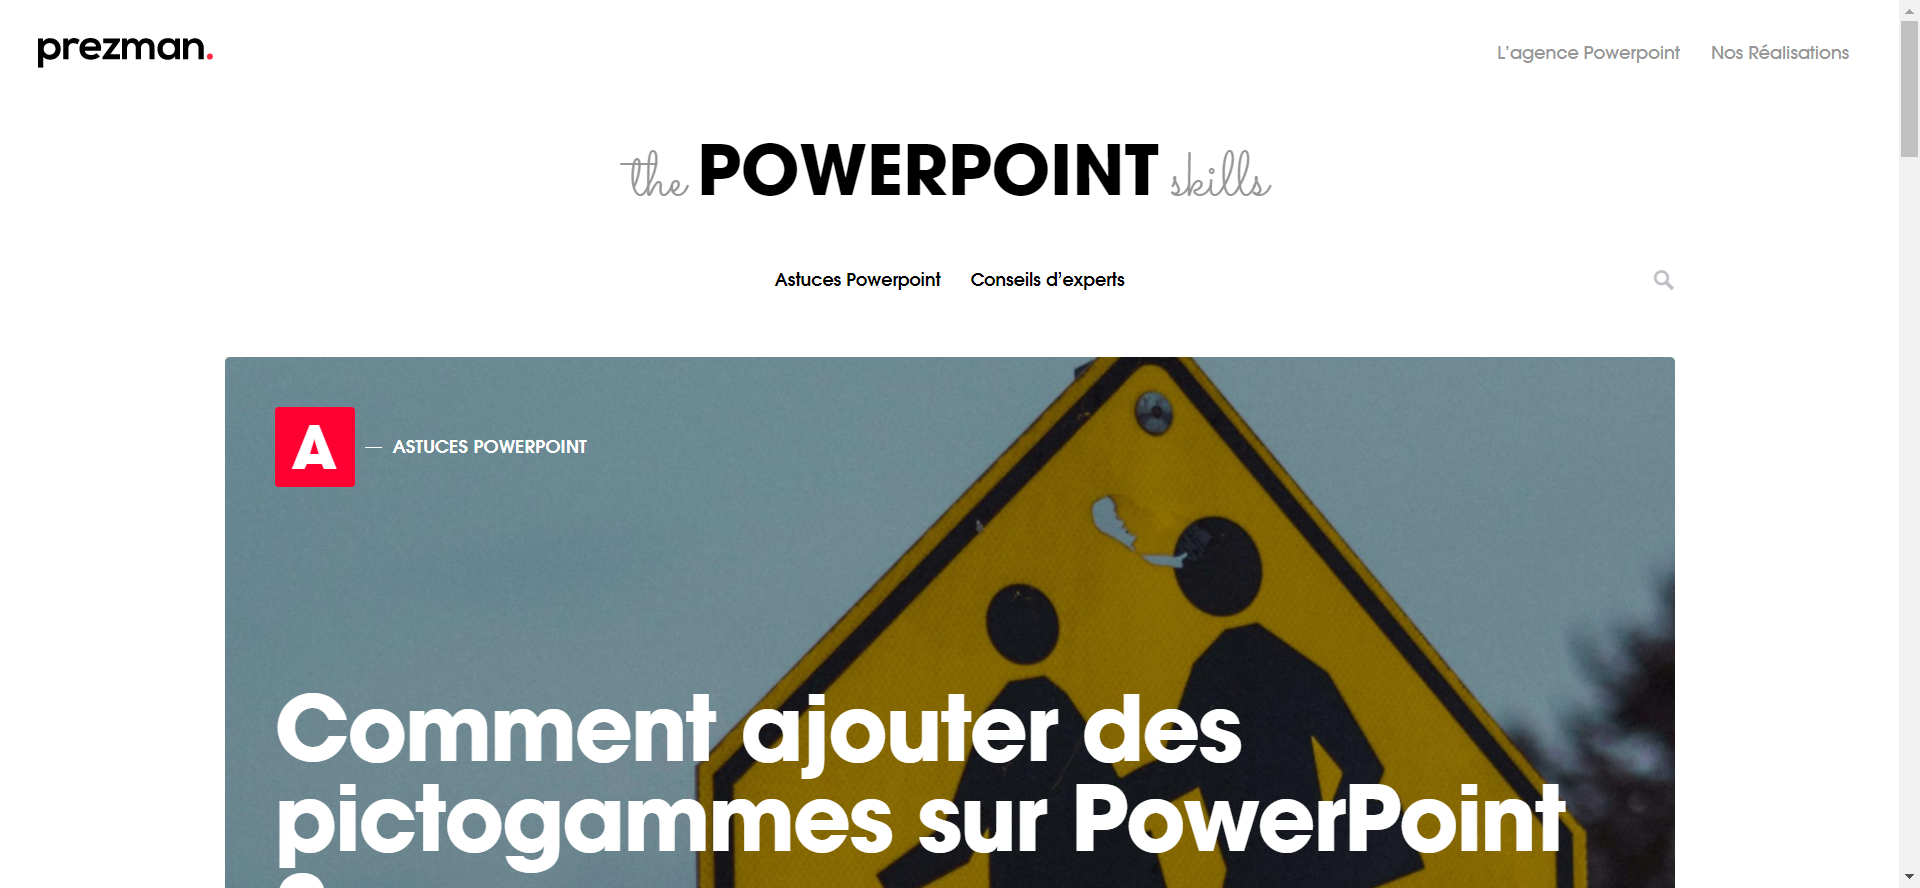 prezman.
L'agence Powerpoint
Nos Réalisations
the POWERPOINT skills
Astuces Powerpoint
Conseils d'experts
A — ASTUCES POWERPOINT
Comment ajouter des
pictogammes sur PowerPoint
?